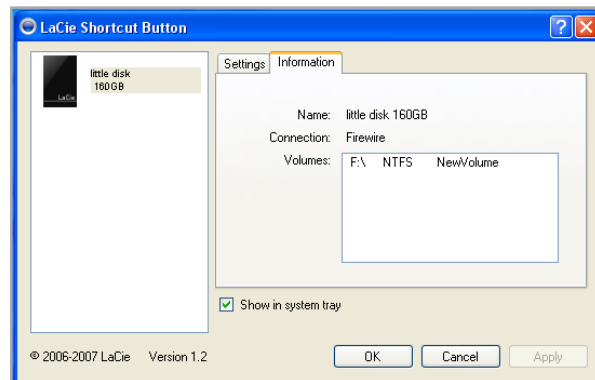 LaCie Shortcut Button
little disk
160GB
LaCie
Settings
Information
Name: little disk 160GB
Connection: Firewire
Volumes:
F:\ NTFS NewVolume
Show in system tray
© 2006-2007 LaCie Version 1.2
OK
Cancel
Apply